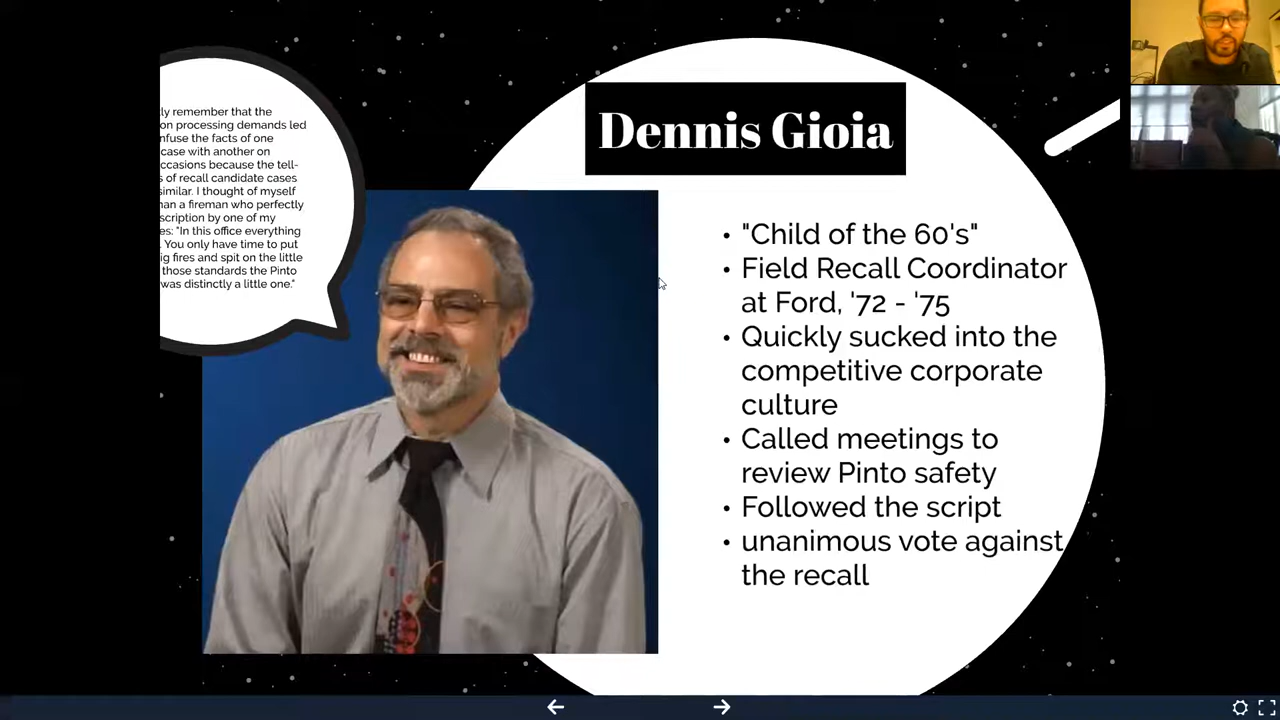 ly remember that the
on processing demands led
nfuse the facts of one
case with another on
ccasions because the tell-
s of recall candidate cases
similar. I thought of myself
han a fireman who perfectly
scription by one of my
es: "In this office everything
. You only have time to put
ig fires and spit on the little
those standards the Pinto
was distinctly a little one."
Dennis Gioia
• "Child of the 60's"
• Field Recall Coordinator
at Ford, '72 - '75
• Quickly sucked into the
competitive corporate
culture
• Called meetings to
review Pinto safety
• Followed the script
• unanimous vote against
the recall